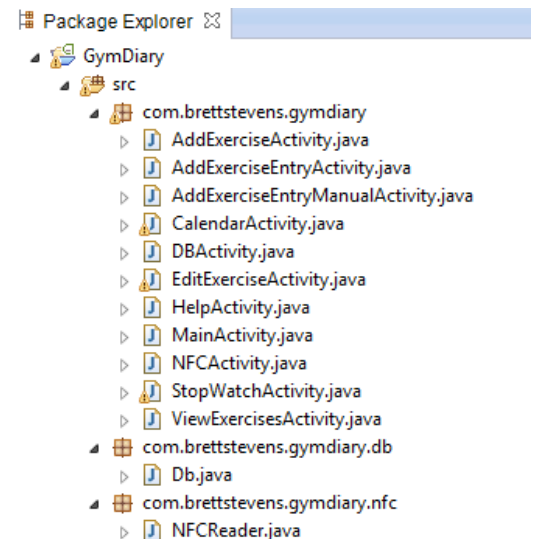 Package Explorer
GymDiary
src
com.brettstevens.gymdiary
AddExerciseActivity.java
AddExerciseEntryActivity.java
AddExerciseEntryManualActivity.java
CalendarActivity.java
DBActivity.java
EditExerciseActivity.java
HelpActivity.java
MainActivity.java
NFCActivity.java
StopWatchActivity.java
ViewExercisesActivity.java
com.brettstevens.gymdiary.db
Db.java
com.brettstevens.gymdiary.nfc
NFCReader.java